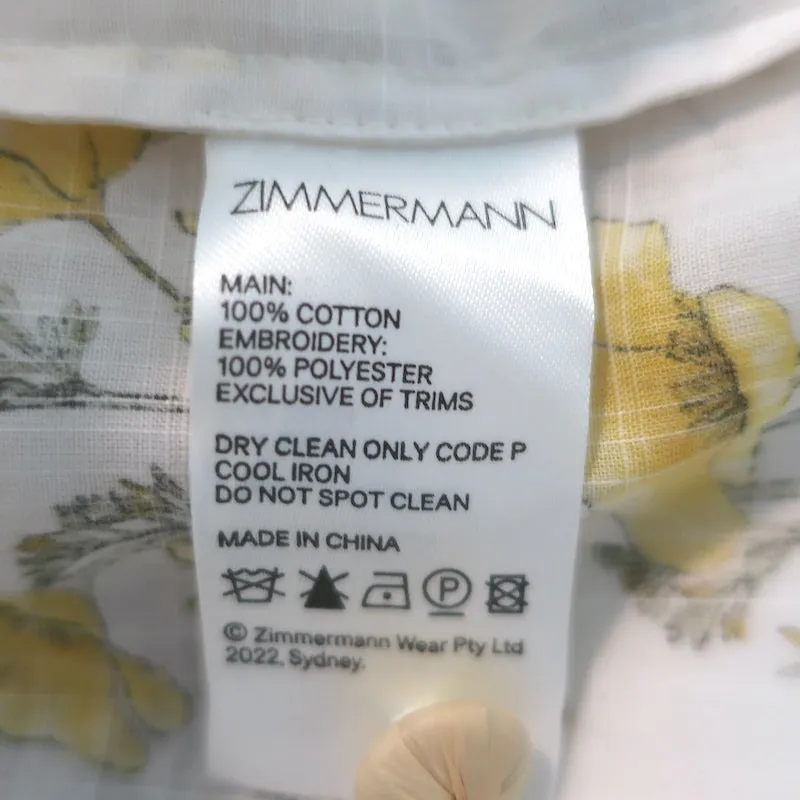 ZIMMERMANN
MAIN:
100% COTTON
EMBROIDERY:
100% POLYESTER
EXCLUSIVE OF TRIMS
DRY CLEAN ONLY CODE P
COOL IRON
DO NOT SPOT CLEAN
MADE IN CHINA
P
© Zimmermann Wear Pty Ltd
2022, Sydney.